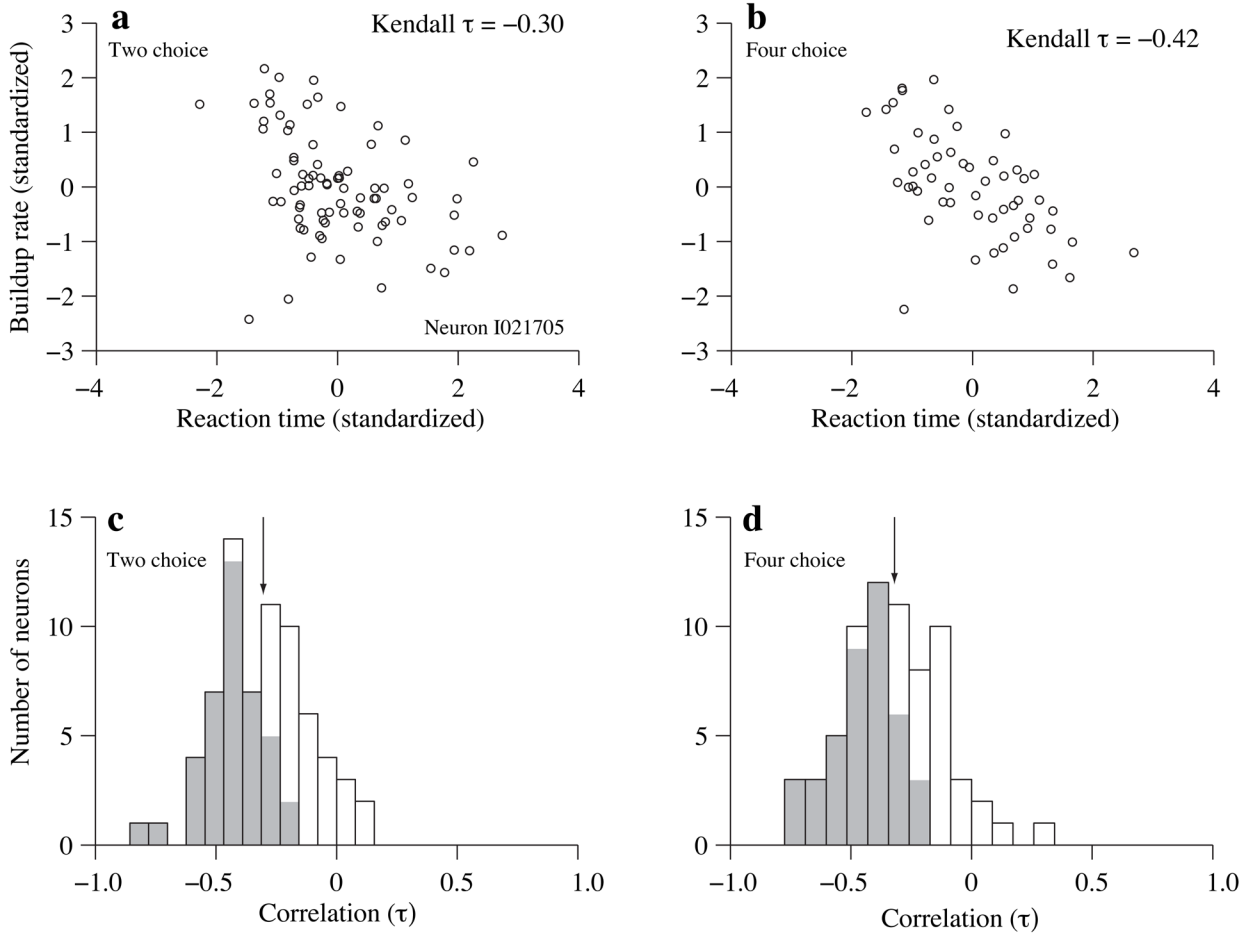 a
Two choice
Kendall τ = −0.30
3
2
1
0
−1
−2
−3
Buildup rate (standardized)
Neuron I021705
−4
−2
0
2
4
Reaction time (standardized)
b
Four choice
Kendall τ = −0.42
3
2
1
0
−1
−2
−3
−4
−2
0
2
4
Reaction time (standardized)
c
Two choice
15
10
5
0
Number of neurons
−1.0
−0.5
0
0.5
1.0
Correlation (τ)
d
Four choice
15
10
5
0
−1.0
−0.5
0
0.5
1.0
Correlation (τ)